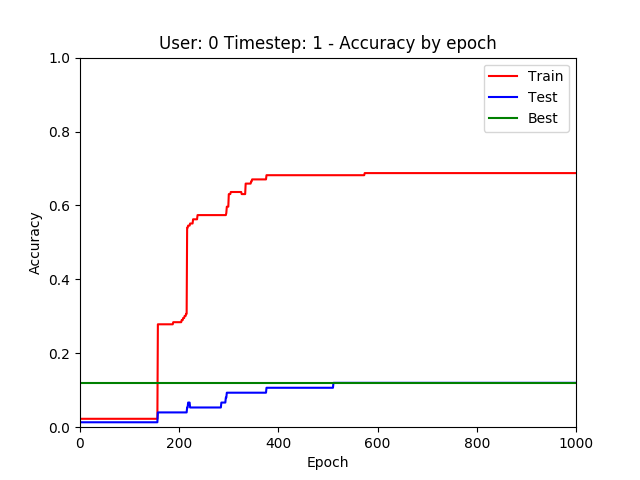 User: 0 Timestep: 1 - Accuracy by epoch
1.0
Train
Test
Best
0.8
0.6
Accuracy
0.4
0.2
0.0
0 200 400 600 800 1000
Epoch